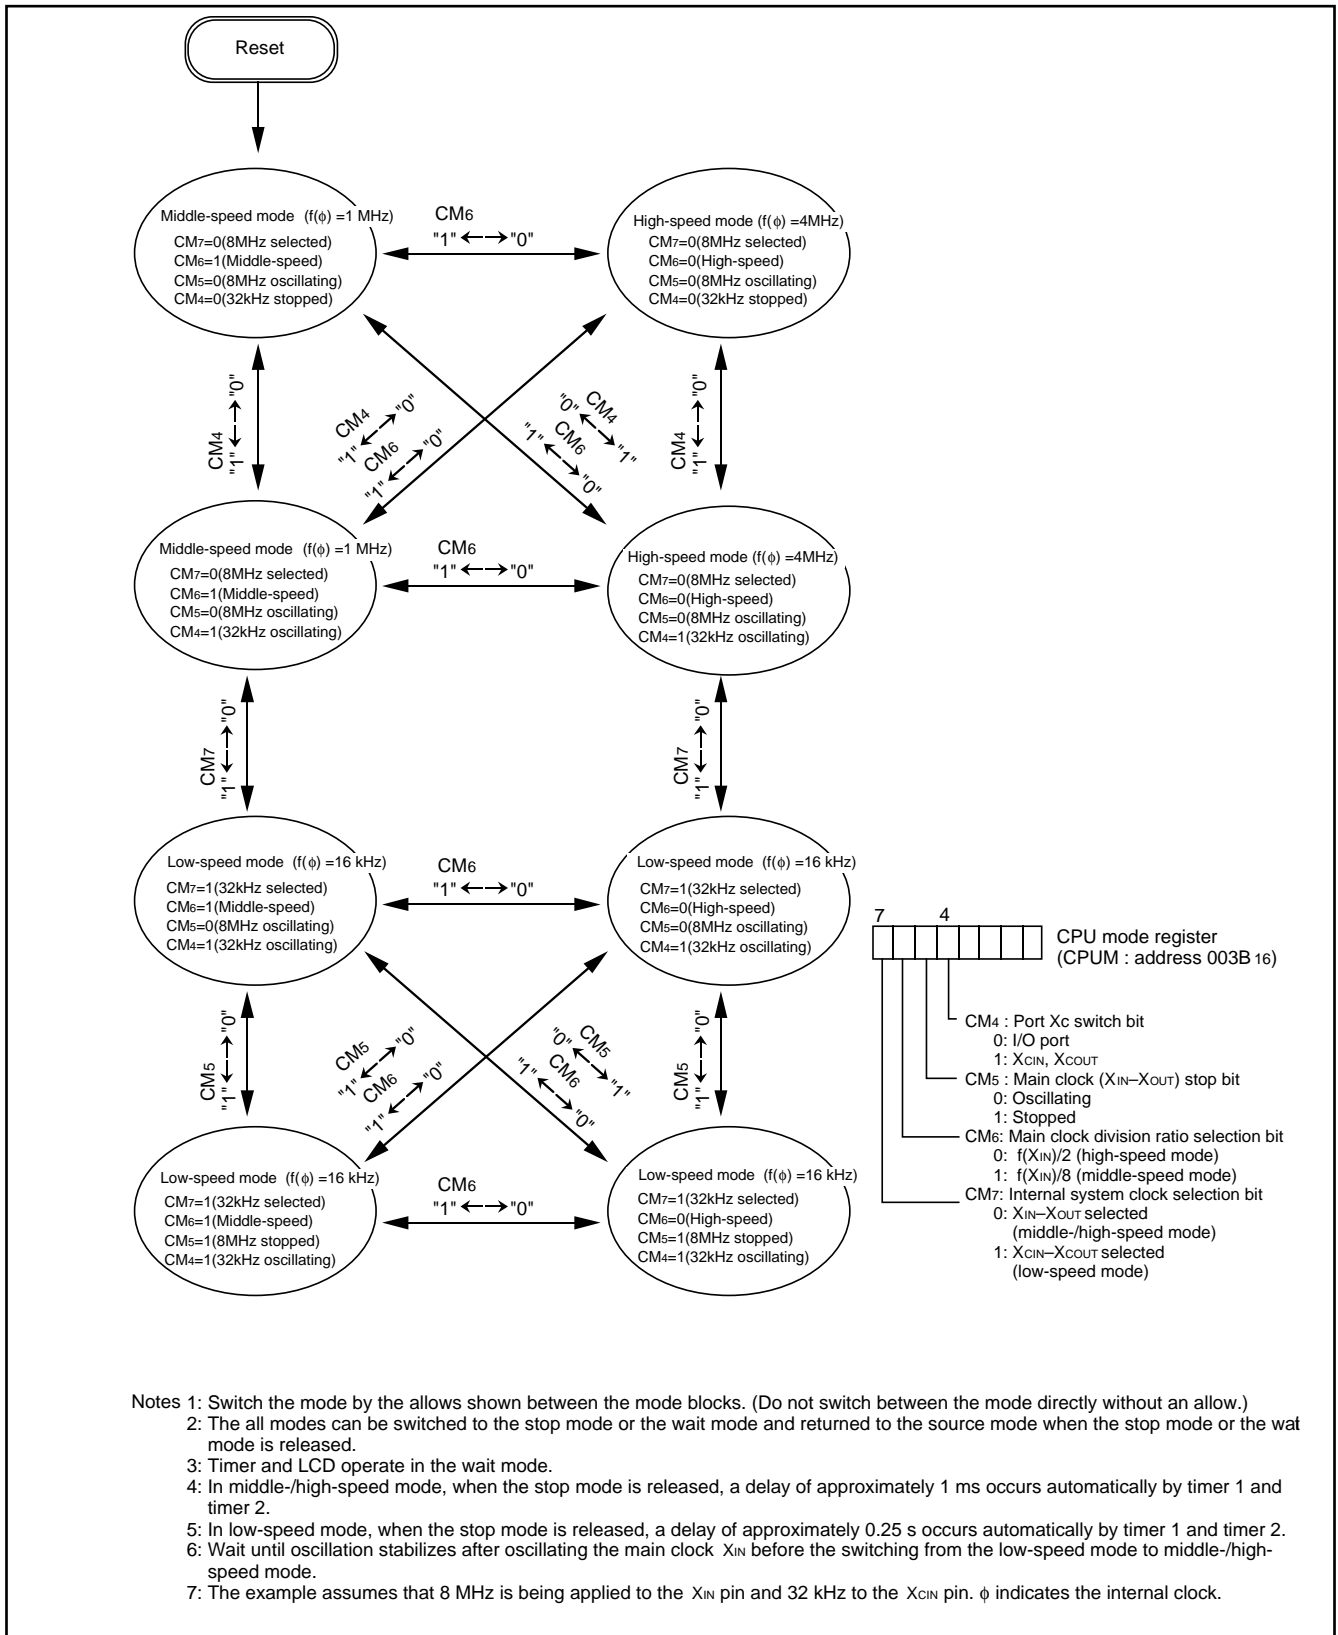 Reset
Middle-speed mode (f(ϕ) =1 MHz)
CM7=0(8MHz selected)
CM6=1(Middle-speed)
CM5=0(8MHz oscillating)
CM4=0(32kHz stopped)
CM6
"1" ←→ "0"
High-speed mode (f(ϕ) =4MHz)
CM7=0(8MHz selected)
CM6=0(High-speed)
CM5=0(8MHz oscillating)
CM4=0(32kHz stopped)
CM4
"1" ←→ "0"
CM4
"1" ←→ "0"
CM6
"1" ←→ "0"
CM4
"0" ←→ "1"
CM6
"1" ←→ "0"
CM4
"1" ←→ "0"
Middle-speed mode (f(ϕ) =1 MHz)
CM7=0(8MHz selected)
CM6=1(Middle-speed)
CM5=0(8MHz oscillating)
CM4=1(32kHz oscillating)
CM6
"1" ←→ "0"
High-speed mode (f(ϕ) =4MHz)
CM7=0(8MHz selected)
CM6=0(High-speed)
CM5=0(8MHz oscillating)
CM4=1(32kHz oscillating)
CM7
"1" ←→ "0"
CM7
"1" ←→ "0"
Low-speed mode (f(ϕ) =16 kHz)
CM7=1(32kHz selected)
CM6=1(Middle-speed)
CM5=0(8MHz oscillating)
CM4=1(32kHz oscillating)
CM6
"1" ←→ "0"
Low-speed mode (f(ϕ) =16 kHz)
CM7=1(32kHz selected)
CM6=0(High-speed)
CM5=0(8MHz oscillating)
CM4=1(32kHz oscillating)
CM5
"1" ←→ "0"
CM5
"1" ←→ "0"
CM6
"1" ←→ "0"
CM5
"0" ←→ "1"
CM6
"1" ←→ "0"
CM5
"1" ←→ "0"
Low-speed mode (f(ϕ) =16 kHz)
CM7=1(32kHz selected)
CM6=1(Middle-speed)
CM5=1(8MHz stopped)
CM4=1(32kHz oscillating)
CM6
"1" ←→ "0"
Low-speed mode (f(ϕ) =16 kHz)
CM7=1(32kHz selected)
CM6=0(High-speed)
CM5=1(8MHz stopped)
CM4=1(32kHz oscillating)
7 4
CPU mode register
(CPUM : address 003B16)
CM4 : Port Xc switch bit
0: I/O port
1: XCIN, XCOUT
CM5 : Main clock (XIN–XOUT) stop bit
0: Oscillating
1: Stopped
CM6: Main clock division ratio selection bit
0: f(XIN)/2 (high-speed mode)
1: f(XIN)/8 (middle-speed mode)
CM7: Internal system clock selection bit
0: XIN–XOUT selected
(middle-/high-speed mode)
1: XCIN–XCOUT selected
(low-speed mode)
Notes 1: Switch the mode by the allows shown between the mode blocks. (Do not switch between the mode directly without an allow.)
2: The all modes can be switched to the stop mode or the wait mode and returned to the source mode when the stop mode or the wait
mode is released.
3: Timer and LCD operate in the wait mode.
4: In middle-/high-speed mode, when the stop mode is released, a delay of approximately 1 ms occurs automatically by timer 1 and
timer 2.
5: In low-speed mode, when the stop mode is released, a delay of approximately 0.25 s occurs automatically by timer 1 and timer 2.
6: Wait until oscillation stabilizes after oscillating the main clock XIN before the switching from the low-speed mode to middle-/high-
speed mode.
7: The example assumes that 8 MHz is being applied to the XIN pin and 32 kHz to the XCIN pin. ϕ indicates the internal clock.